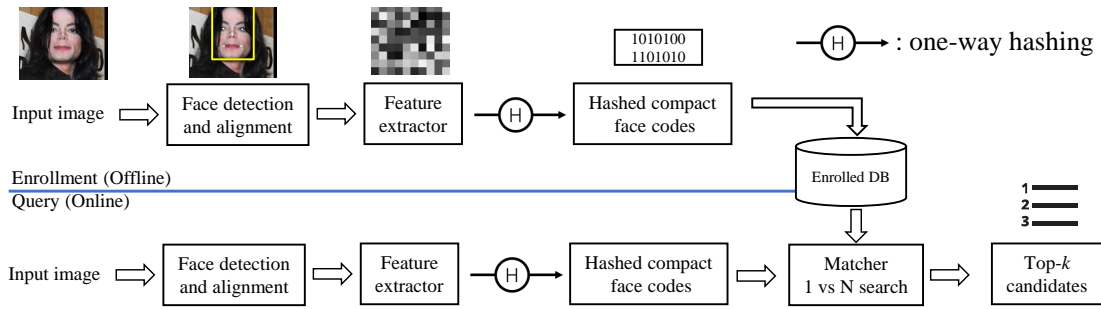 1010100
1101010
H : one-way hashing
Input image
Face detection
and alignment
Feature
extractor
H
Hashed compact
face codes
Enrollment (Offline)
Query (Online)
Enrolled DB
1
2
3
Input image
Face detection
and alignment
Feature
extractor
H
Hashed compact
face codes
Matcher
1 vs N search
Top-k
candidates